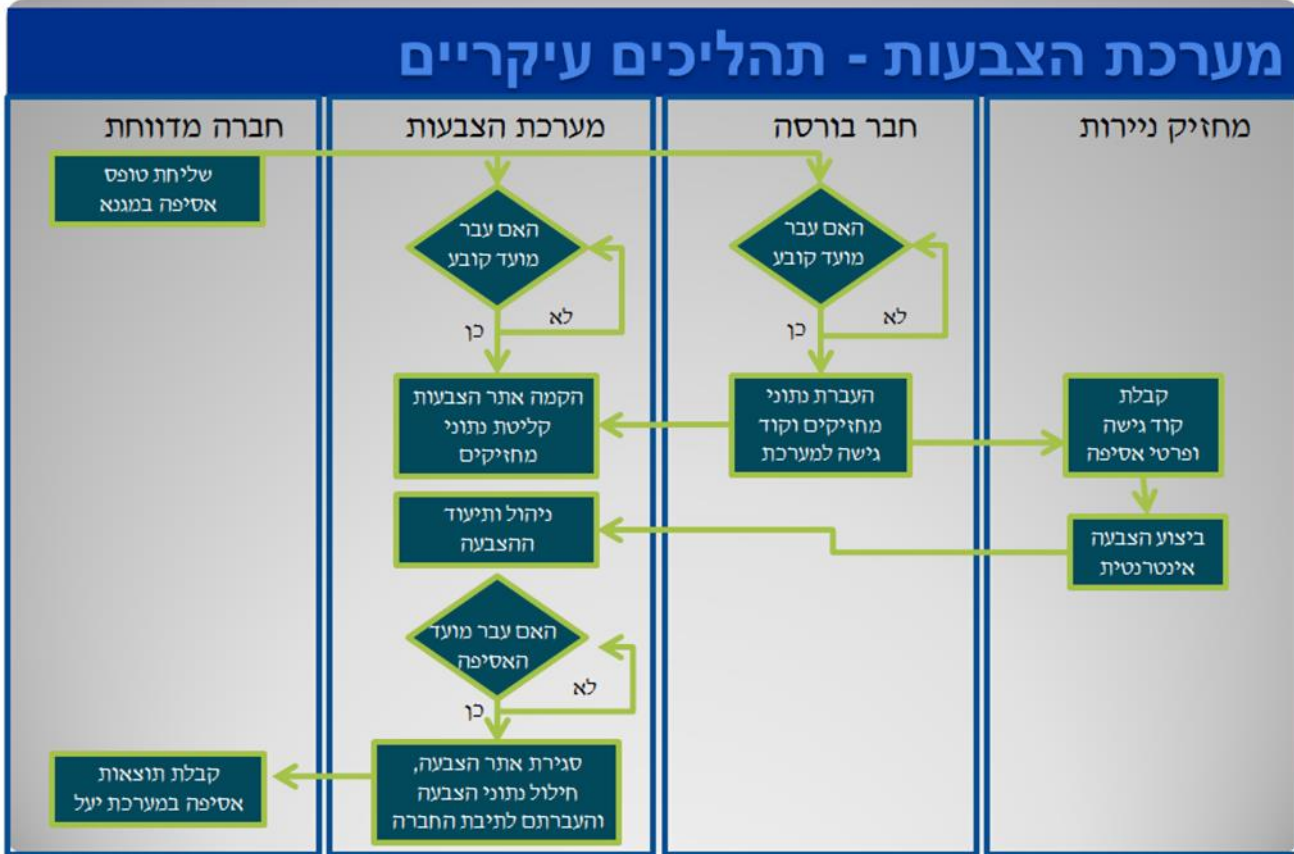 מערכת הצבעות - תהליכים עיקריים
מחזיק ניירות
חבר בורסה
מערכת הצבעות
חברה מדווחת
שליחת טופס
אסיפה במגנא
האם עבר
מועד קובע
לא
כן
האם עבר
מועד קובע
לא
כן
קבלת
קוד גישה
ופרטי אסיפה
העברת נתוני
מחזיקים וקוד
גישה למערכת
הקמה אתר הצבעות
קליטת נתוני
מחזיקים
ביצוע הצבעה
אינטרנטית
ניהול ותיעוד
ההצבעה
האם עבר מועד
האסיפה
לא
כן
סגירת אתר הצבעה,
חילול נתוני הצבעה
והעברתם לתיבת החברה
קבלת תוצאות
אסיפה במערכת יעל